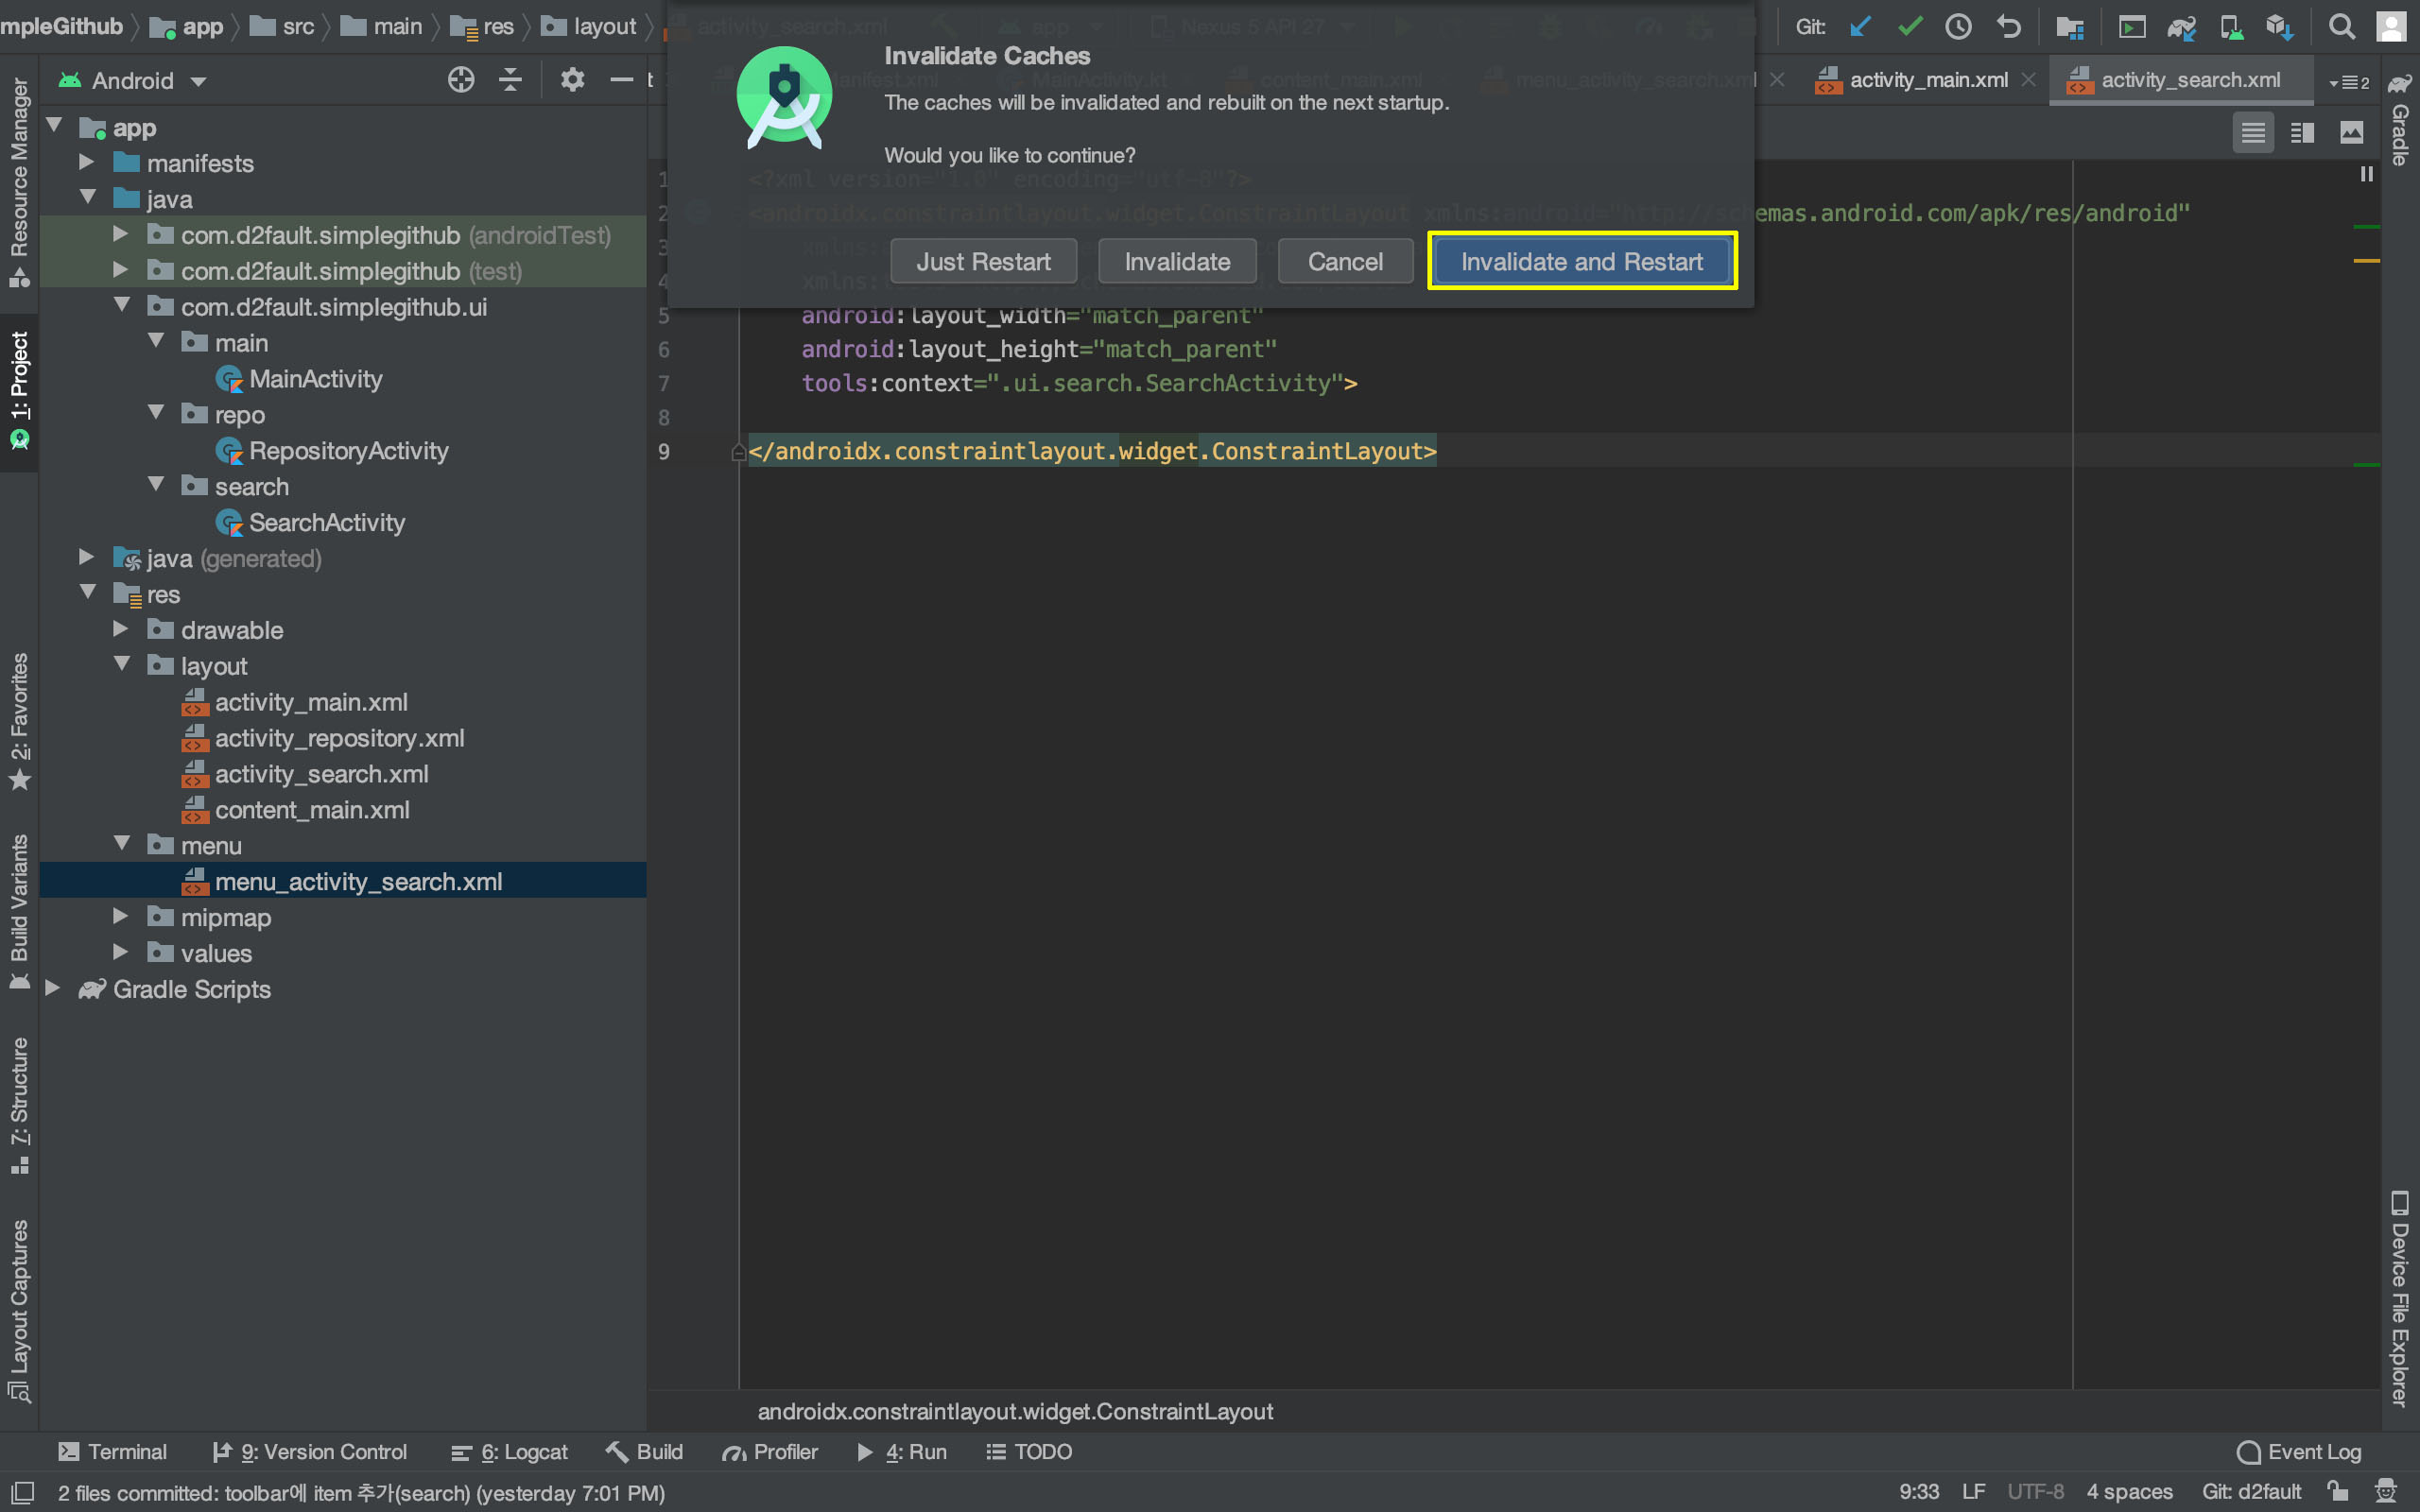 mpleGithub app src main res layout activity_search.xml app Nexus 5 API 27 Git:
Android
Manifest.xml MainActivity.kt content_main.xml menu_activity_search.xml activity_main.xml activity_search.xml 2
Invalidate Caches
The caches will be invalidated and rebuilt on the next startup.
Would you like to continue?
Just Restart
Invalidate
Cancel
Invalidate and Restart
Resource Manager
1: Project
2: Favorites
Build Variants
7: Structure
Layout Captures
app
manifests
java
com.d2fault.simplegithub (androidTest)
com.d2fault.simplegithub (test)
com.d2fault.simplegithub.ui
main
MainActivity
repo
RepositoryActivity
search
SearchActivity
java (generated)
res
drawable
layout
activity_main.xml
activity_repository.xml
activity_search.xml
content_main.xml
menu
menu_activity_search.xml
mipmap
values
Gradle Scripts
1 <?xml version="1.0" encoding="utf-8"?>
2 <androidx.constraintlayout.widget.ConstraintLayout xmlns:android="http://schemas.android.com/apk/res/android"
3
4
5 android:layout_width="match_parent"
6 android:layout_height="match_parent"
7 tools:context=".ui.search.SearchActivity">
8
9 </androidx.constraintlayout.widget.ConstraintLayout>
Gradle
Device File Explorer
androidx.constraintlayout.widget.ConstraintLayout
Terminal 9: Version Control 6: Logcat Build Profiler 4: Run TODO Event Log
2 files committed: toolbar에 item 추가(search) (yesterday 7:01 PM) 9:33 LF UTF-8 4 spaces Git: d2fault